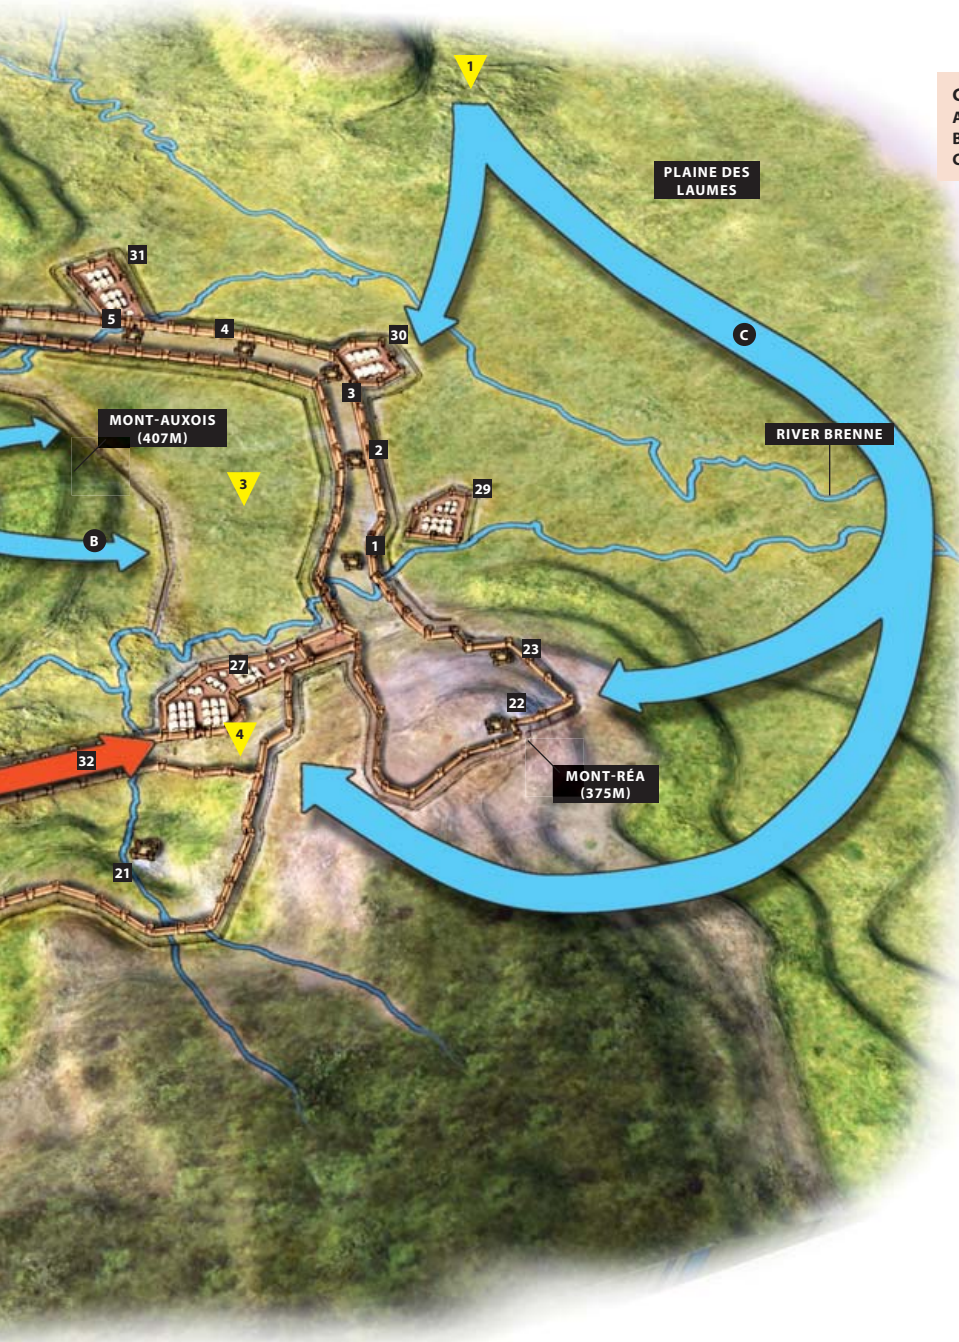 1
G
A
B
C
PLAINE DES
LAUMES
31
5
4
30
C
3
MONT-AUXOIS
(407M)
RIVER BRENNE
2
3
29
B
1
23
27
22
4
32
MONT-RÉA
(375M)
21